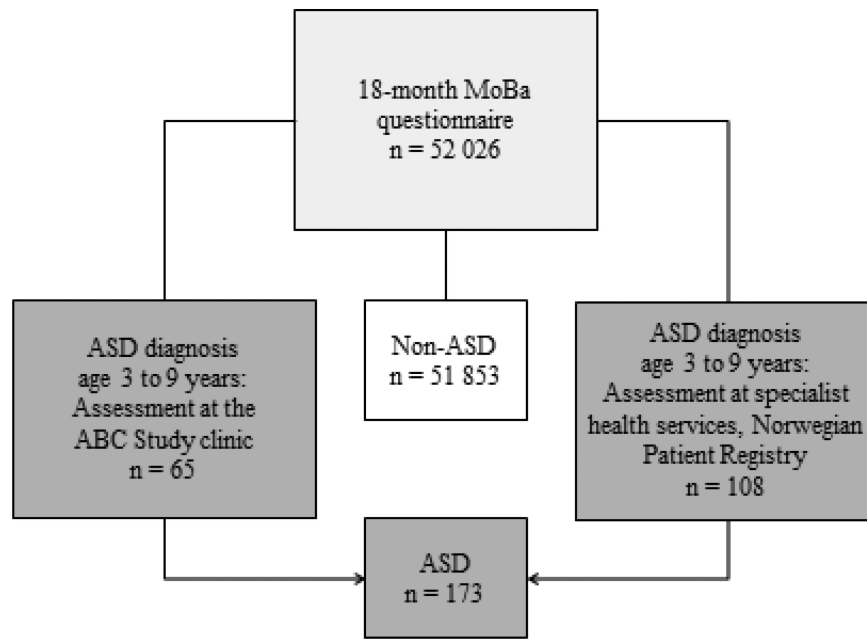 18-month MoBa
questionnaire
n = 52 026
ASD diagnosis
age 3 to 9 years:
Assessment at the
ABC Study clinic
n = 65
Non-ASD
n = 51 853
ASD diagnosis
age 3 to 9 years:
Assessment at specialist
health services, Norwegian
Patient Registry
n = 108
ASD
n = 173